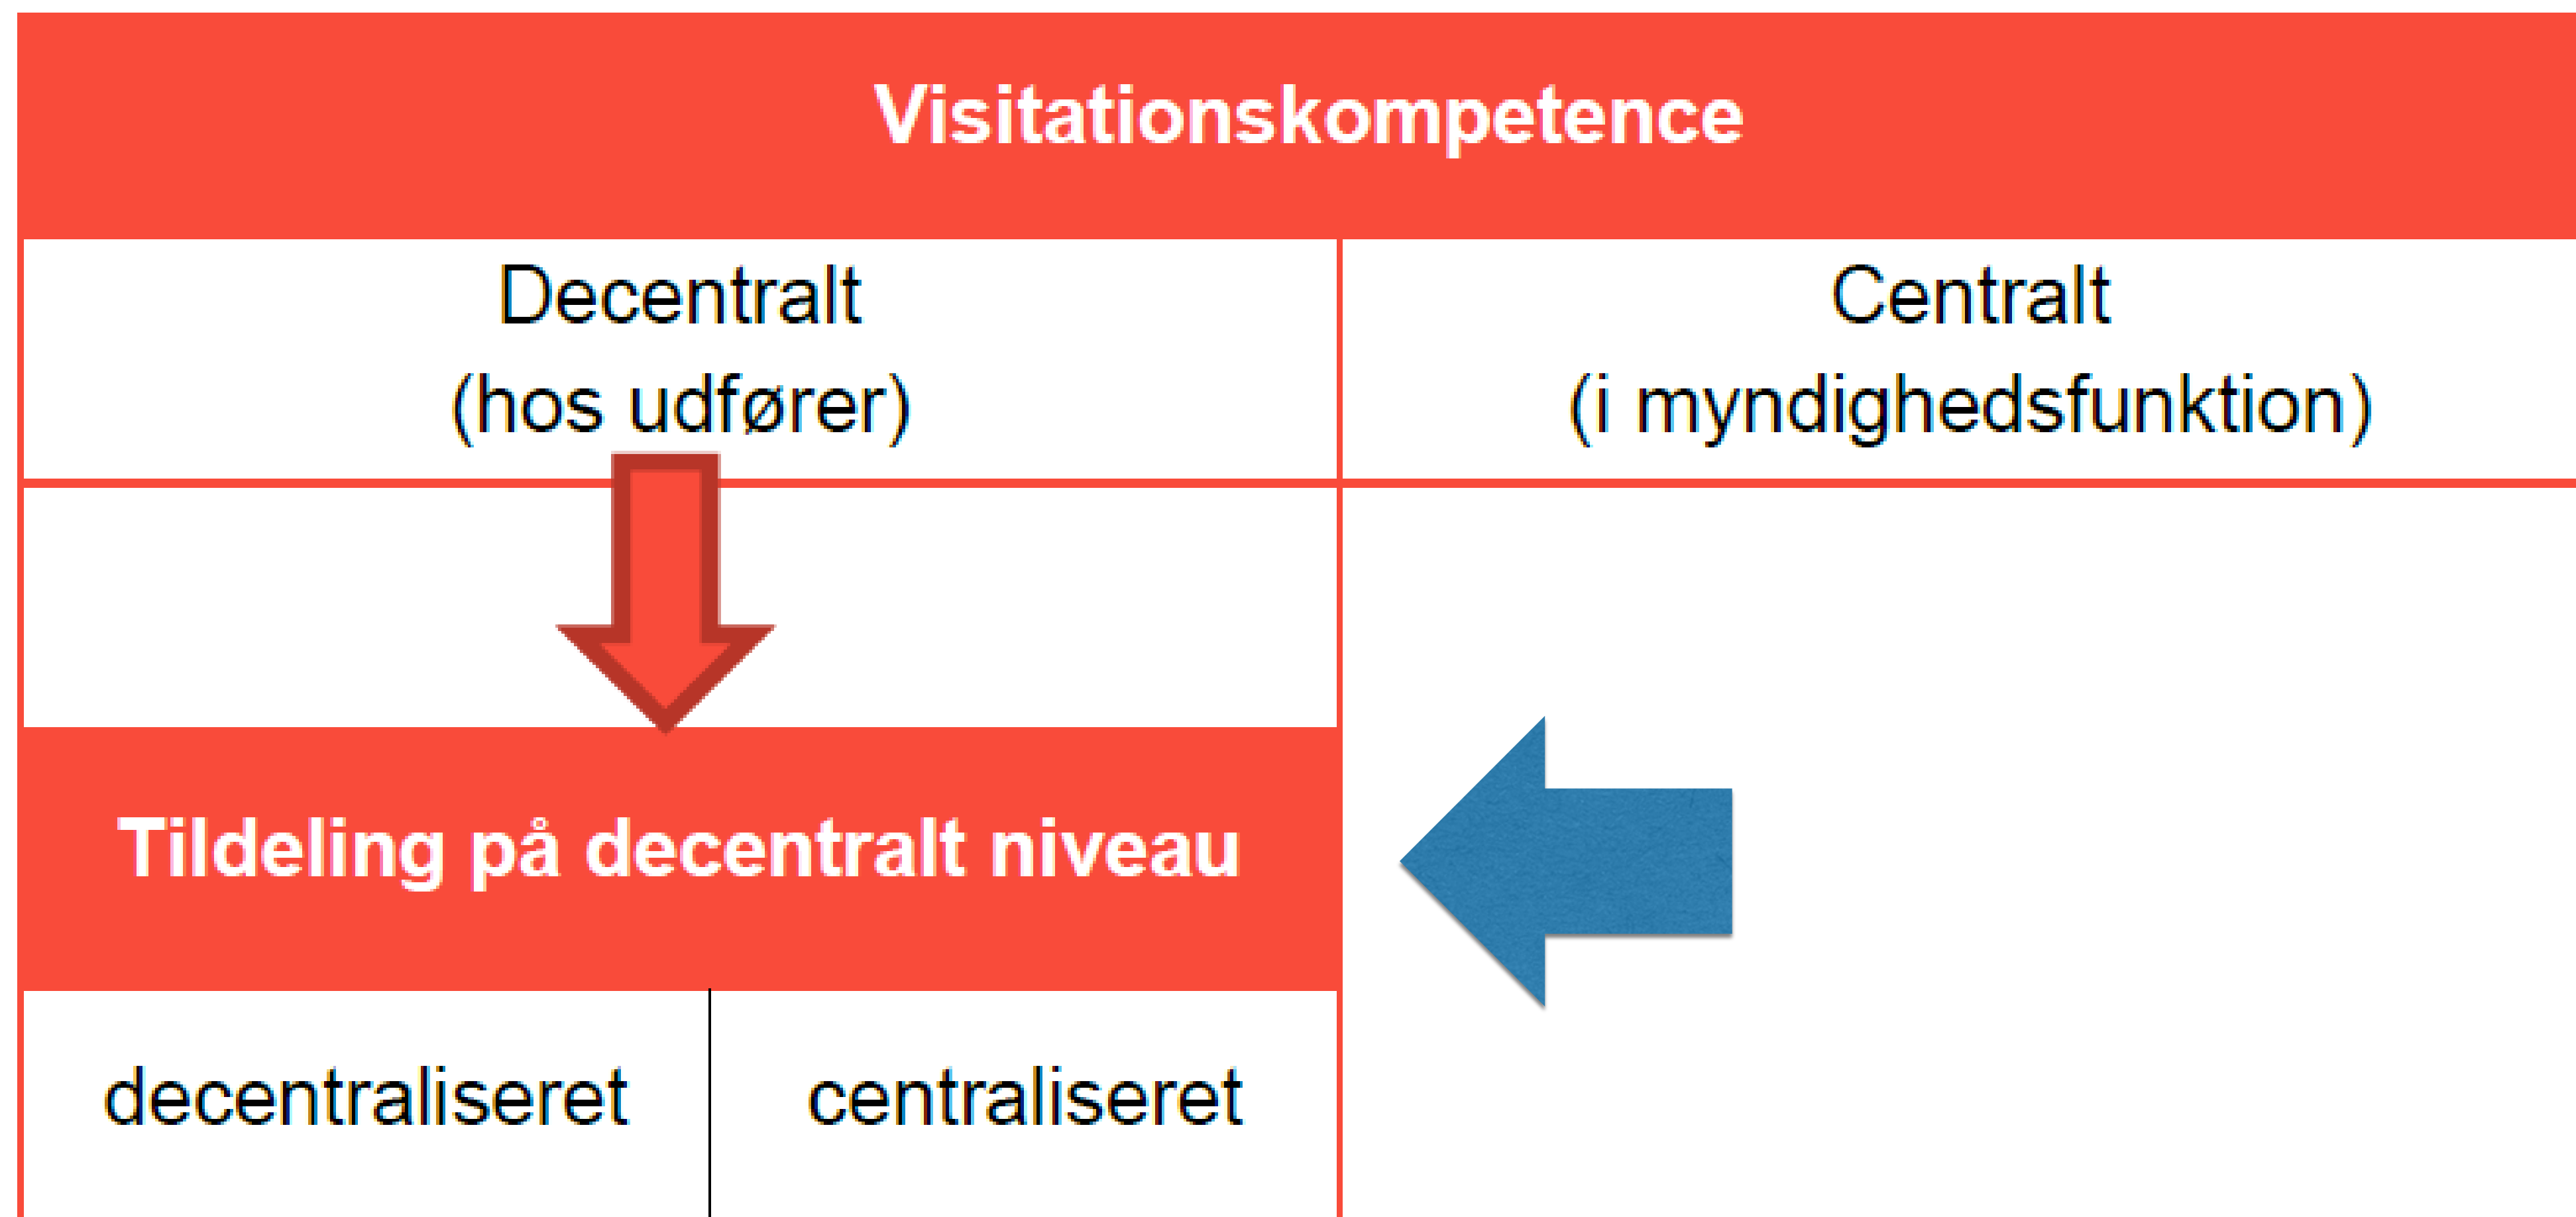 Visitationskompetence
Decentralt
(hos udfører)
Centralt
(i myndighedsfunktion)
Tildeling på decentralt niveau
decentraliseret
centraliseret